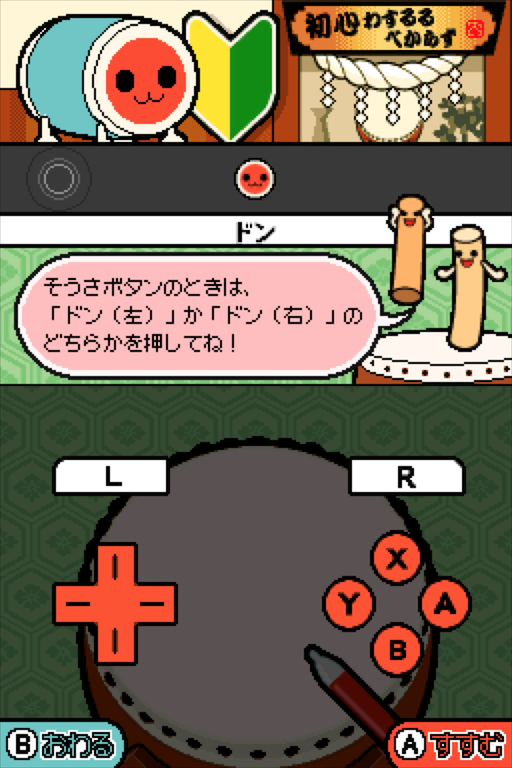 初心わするる
べからず
ドン
そうさボタンのときは、
「ドン（左）」か「ドン（右）」の
どちらかを押してね！
L
R
X
Y
A
B
B おわる
A すすむ